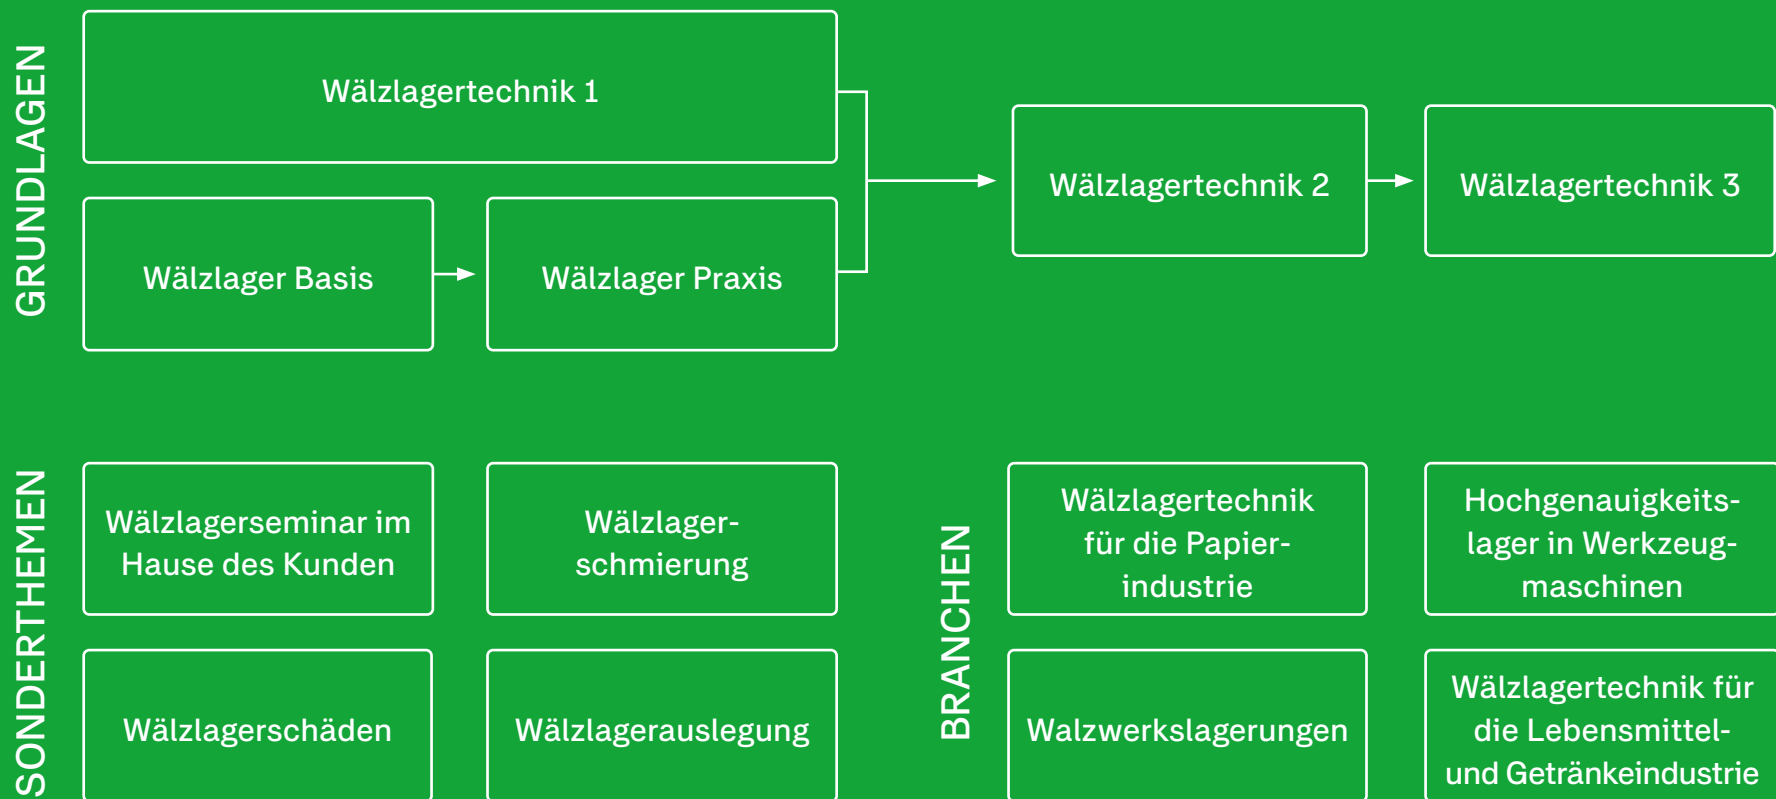 GRUNDLAGEN
Wälzlagertechnik 1
Wälzlager Basis
Wälzlager Praxis
Wälzlagertechnik 2
Wälzlagertechnik 3
SONDERTHEMEN
Wälzlagerseminar im
Hause des Kunden
Wälzlager-
schmierung
Wälzlagerschäden
Wälzlagerauslegung
BRANCHEN
Wälzlagertechnik
für die Papier-
industrie
Hochgenauigkeits-
lager in Werkzeug-
maschinen
Walzwerkslagerungen
Wälzlagertechnik für
die Lebensmittel-
und Getränkeindustrie